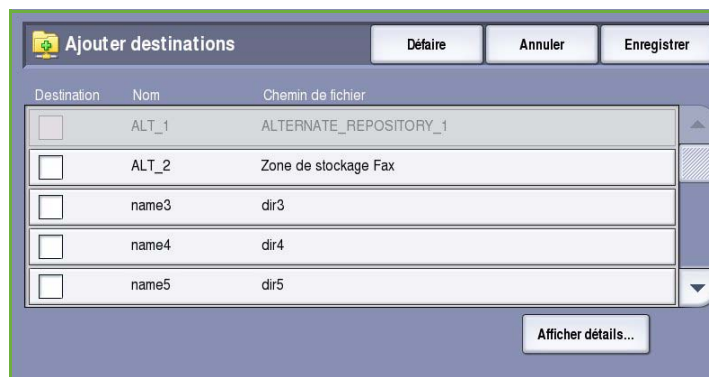 Ajouter destinations Défaire Annuler Enregistrer
Destination Nom Chemin de fichier
ALT_1 ALTERNATE_REPOSITORY_1
ALT_2 Zone de stockage Fax
name3 dir3
name4 dir4
name5 dir5
Afficher détails...